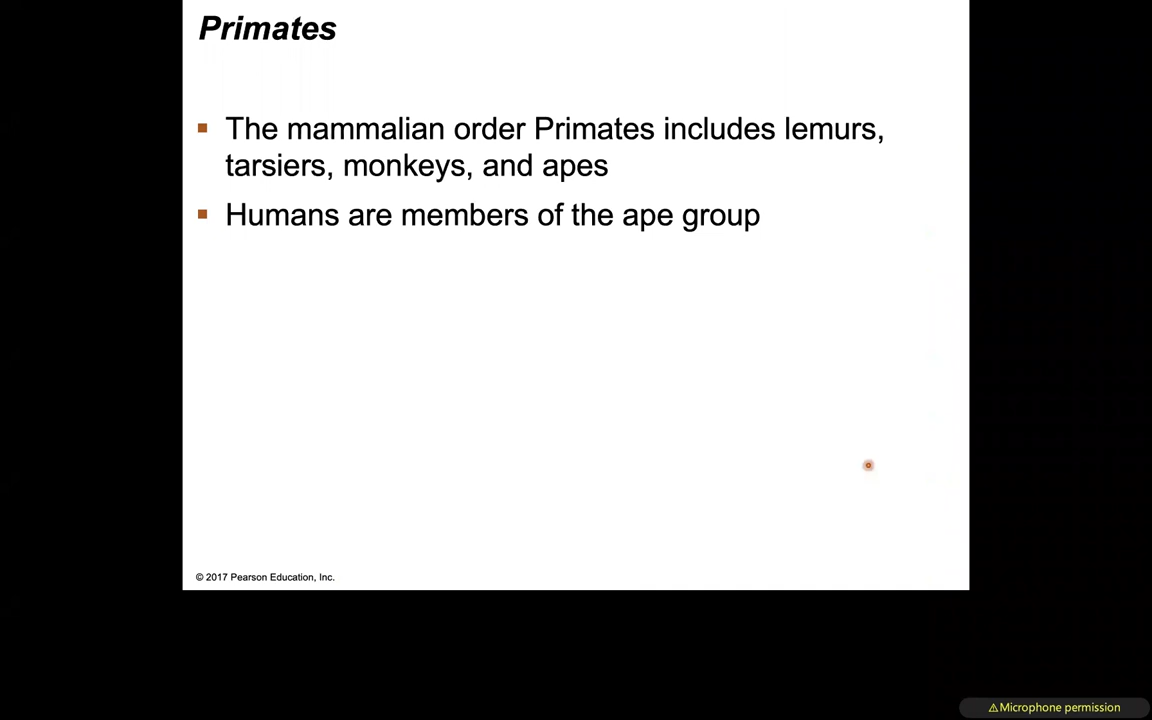 Primates
▪ The mammalian order Primates includes lemurs,
tarsiers, monkeys, and apes
▪ Humans are members of the ape group
© 2017 Pearson Education, Inc.
⚠Microphone permission